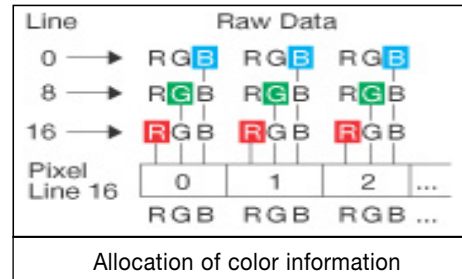 Line Raw Data
0 RGB RGB RGB
8 RGB RGB RGB
16 RGB RGB RGB
Pixel
Line 16 0 1 2 ...
RGB RGB RGB ...
Allocation of color information